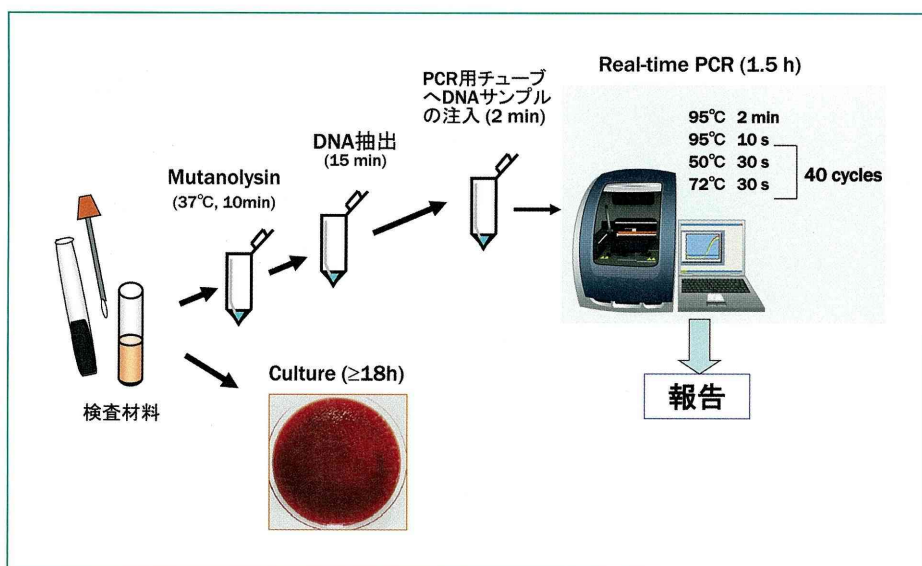 検査材料
Mutanolysin
(37℃, 10min)
DNA抽出
(15 min)
PCR用チューブ
へDNAサンプル
の注入 (2 min)
Real-time PCR (1.5 h)
95℃ 2 min
95℃ 10 s
50℃ 30 s
72℃ 30 s
40 cycles
報告
Culture (≥18h)